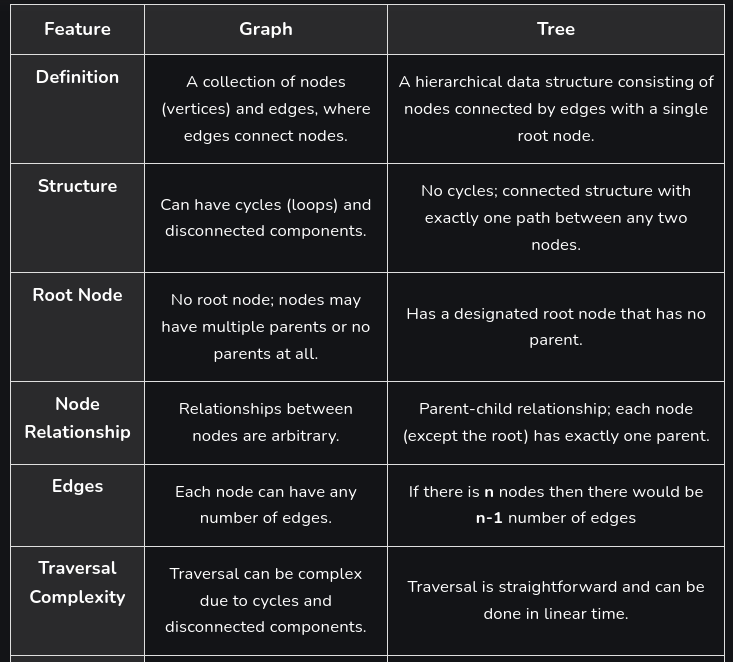 Feature
Graph
Tree
Definition
A collection of nodes
(vertices) and edges, where
edges connect nodes.
A hierarchical data structure consisting of
nodes connected by edges with a single
root node.
Structure
Can have cycles (loops) and
disconnected components.
No cycles; connected structure with
exactly one path between any two
nodes.
Root Node
No root node; nodes may
have multiple parents or no
parents at all.
Has a designated root node that has no
parent.
Node
Relationship
Relationships between
nodes are arbitrary.
Parent-child relationship; each node
(except the root) has exactly one parent.
Edges
Each node can have any
number of edges.
If there is n nodes then there would be
n-1 number of edges
Traversal
Complexity
Traversal can be complex
due to cycles and
disconnected components.
Traversal is straightforward and can be
done in linear time.